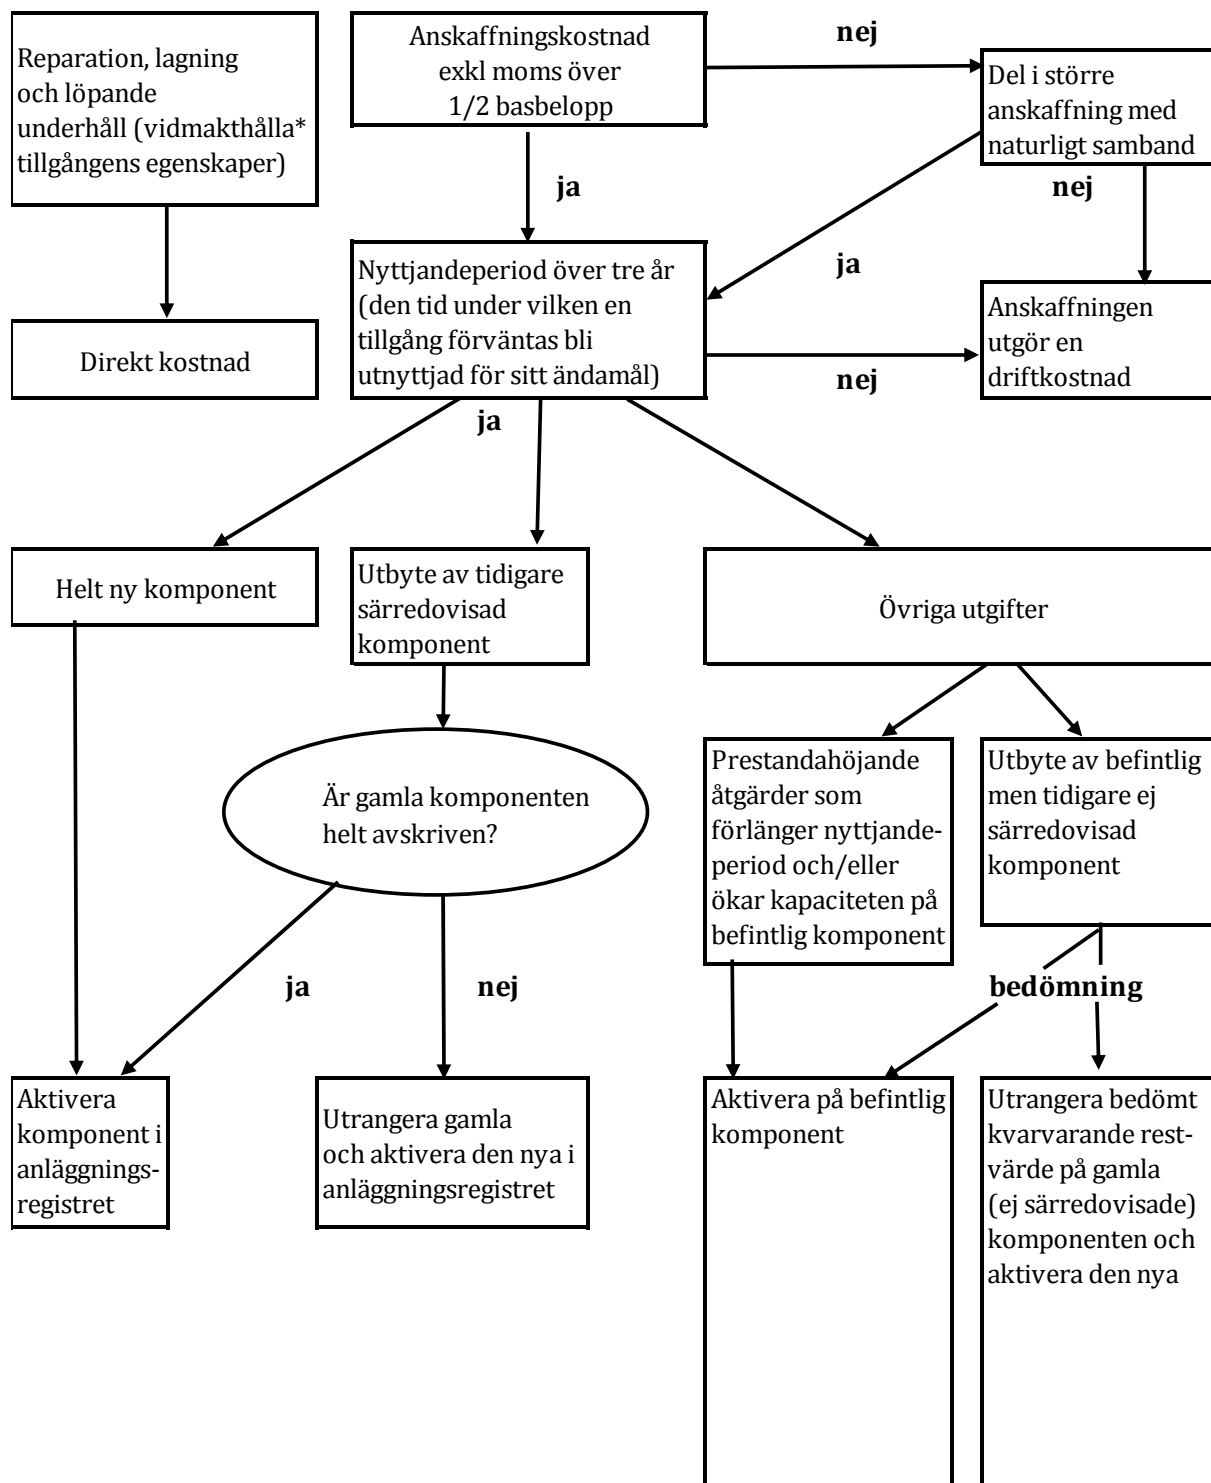 Reparation, lagning
och löpande
underhåll (vidmakthålla*
tillgångens egenskaper)
Anskaffningskostnad
exkl moms över
1/2 basbelopp
nej
Del i större
anskaffning med
naturligt samband
ja
nej
Direkt kostnad
Nyttjandeperiod över tre år
(den tid under vilken en
tillgång förväntas bli
utnyttjad för sitt ändamål)
ja
nej
Anskaffningen
utgör en
driftkostnad
ja
Helt ny komponent
Utbyte av tidigare
särredovisad
komponent
Övriga utgifter
Är gamla komponenten
helt avskriven?
Prestandahöjande
åtgärder som
förlänger nyttjande-
period och/eller
ökar kapaciteten på
befintlig komponent
Utbyte av befintlig
men tidigare ej
särredovisad
komponent
ja
nej
bedömning
Aktivera
komponent i
anläggnings-
registret
Utrangera gamla
och aktivera den nya i
anläggningsregistret
Aktivera på befintlig
komponent
Utrangera bedömt
kvarvarande rest-
värde på gamla
(ej särredovisade)
komponenten och
aktivera den nya